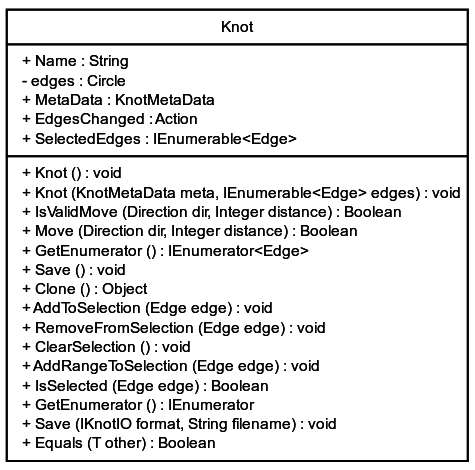 Knot
+ Name : String
- edges : Circle
+ MetaData : KnotMetaData
+ EdgesChanged : Action
+ SelectedEdges : IEnumerable<Edge>
+ Knot () : void
+ Knot (KnotMetaData meta, IEnumerable<Edge> edges) : void
+ IsValidMove (Direction dir, Integer distance) : Boolean
+ Move (Direction dir, Integer distance) : Boolean
+ GetEnumerator () : IEnumerator<Edge>
+ Save () : void
+ Clone () : Object
+ AddToSelection (Edge edge) : void
+ RemoveFromSelection (Edge edge) : void
+ ClearSelection () : void
+ AddRangeToSelection (Edge edge) : void
+ IsSelected (Edge edge) : Boolean
+ GetEnumerator () : IEnumerator
+ Save (IKnotIO format, String filename) : void
+ Equals (T other) : Boolean